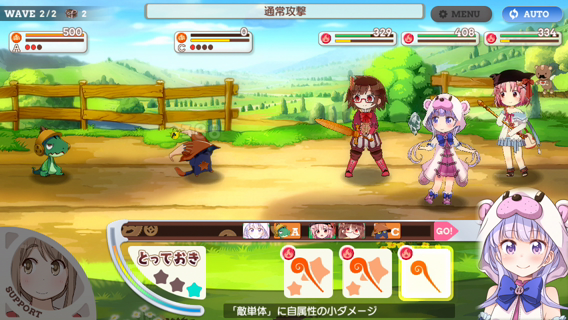 WAVE 2/2 2
通常攻撃
MENU
AUTO
500
A
0
C
329
408
334
A
C
GO!
とっておき
SUPPORT
「敵単体」に自属性の小ダメージ